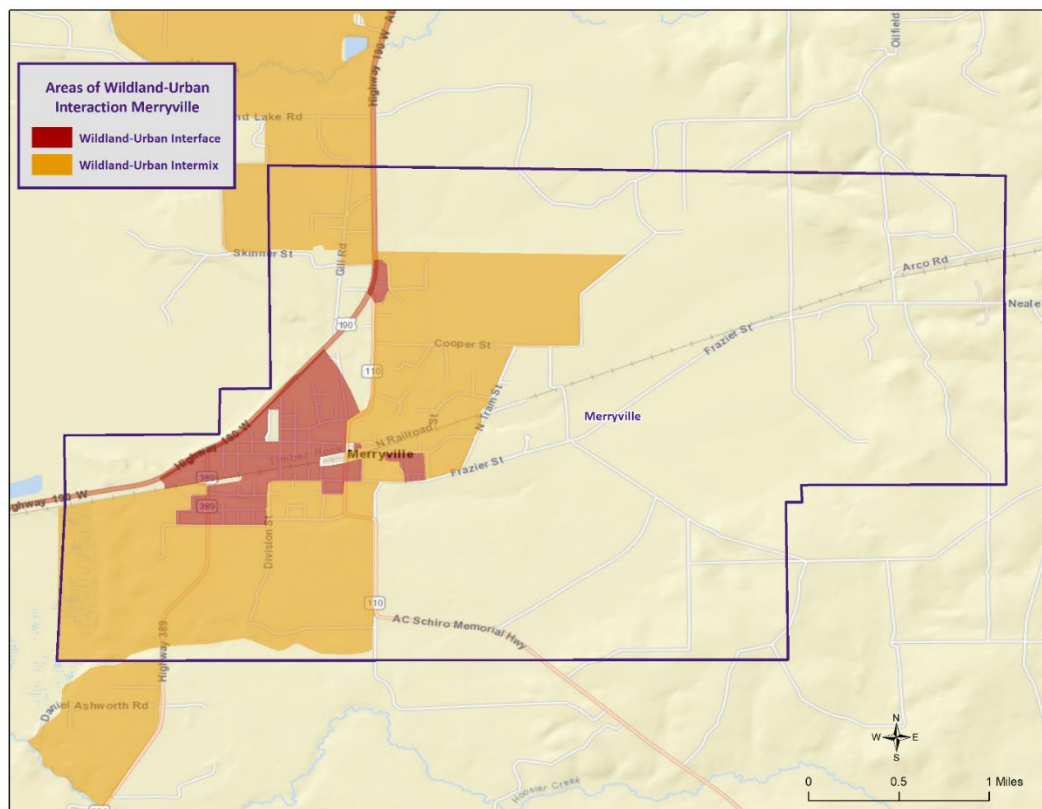 Highway 190 W
Oilfield
Areas of Wildland-Urban
Interaction Merryville
Wildland-Urban Interface
Wildland-Urban Intermix
Lake Rd
Skinner St
Gill Rd
190
Arco Rd
Neale
Frazier St
Cooper St
110
N Tram St
Merryville
N Railroad St
Highway 190 W
Merryville
Frazier St
389
Highway 190 W
389
Division St
110
AC Schiro Memorial Hwy
Highway 389
Daniel Ashworth Rd
Hoosier Creek
N
W
E
S
0
0.5
1 Miles